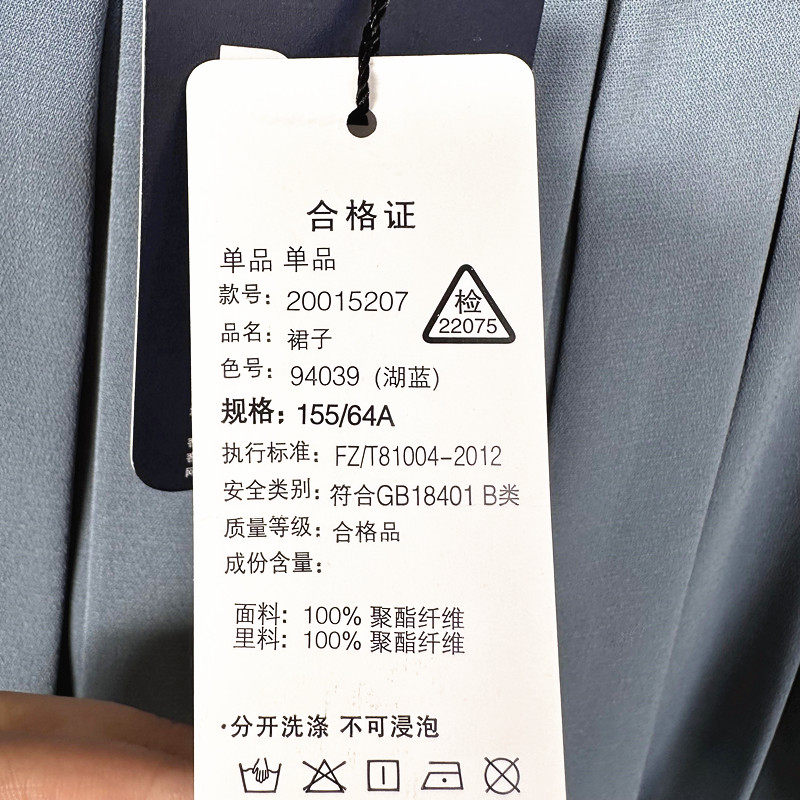 合格证
单品 单品
款号: 20015207
检
22075
品名: 裙子
色号: 94039 (湖蓝)
规格: 155/64A
执行标准: FZ/T81004-2012
安全类别: 符合GB18401 B类
质量等级: 合格品
成份含量:
面料: 100% 聚酯纤维
里料: 100% 聚酯纤维
·分开洗涤 不可浸泡